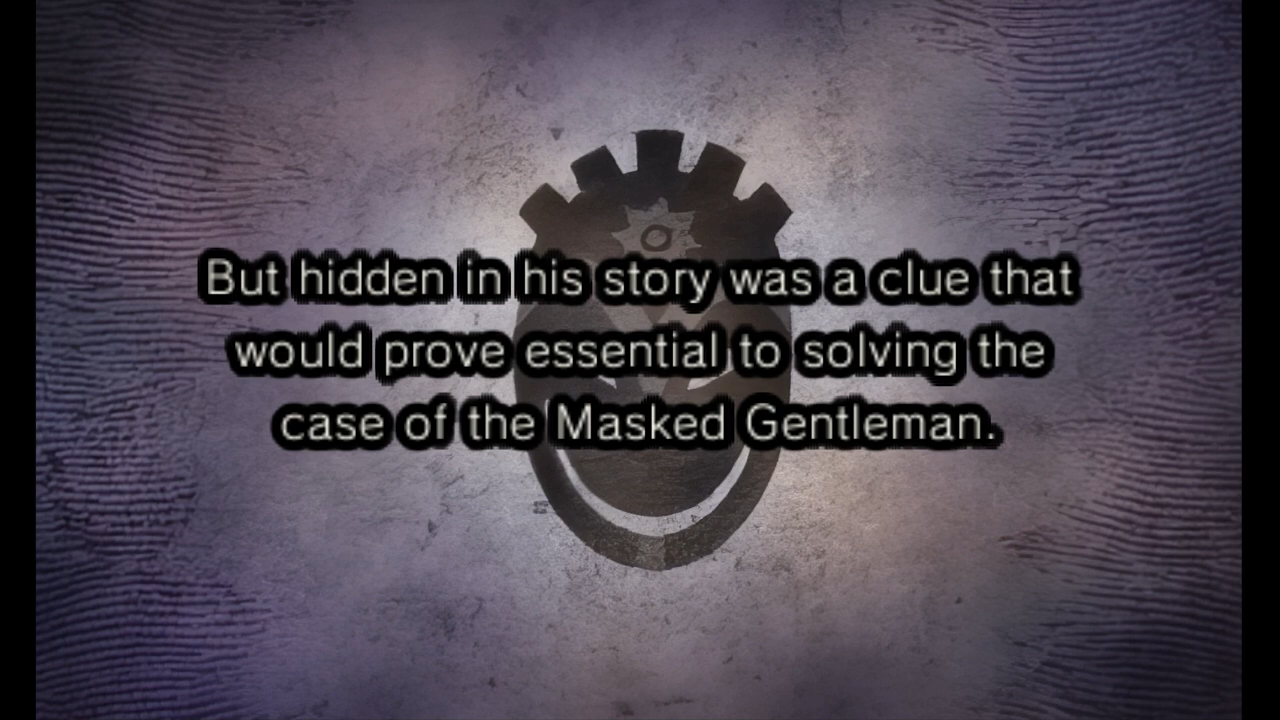 But hidden in his story was a clue that
would prove essential to solving the
case of the Masked Gentleman.